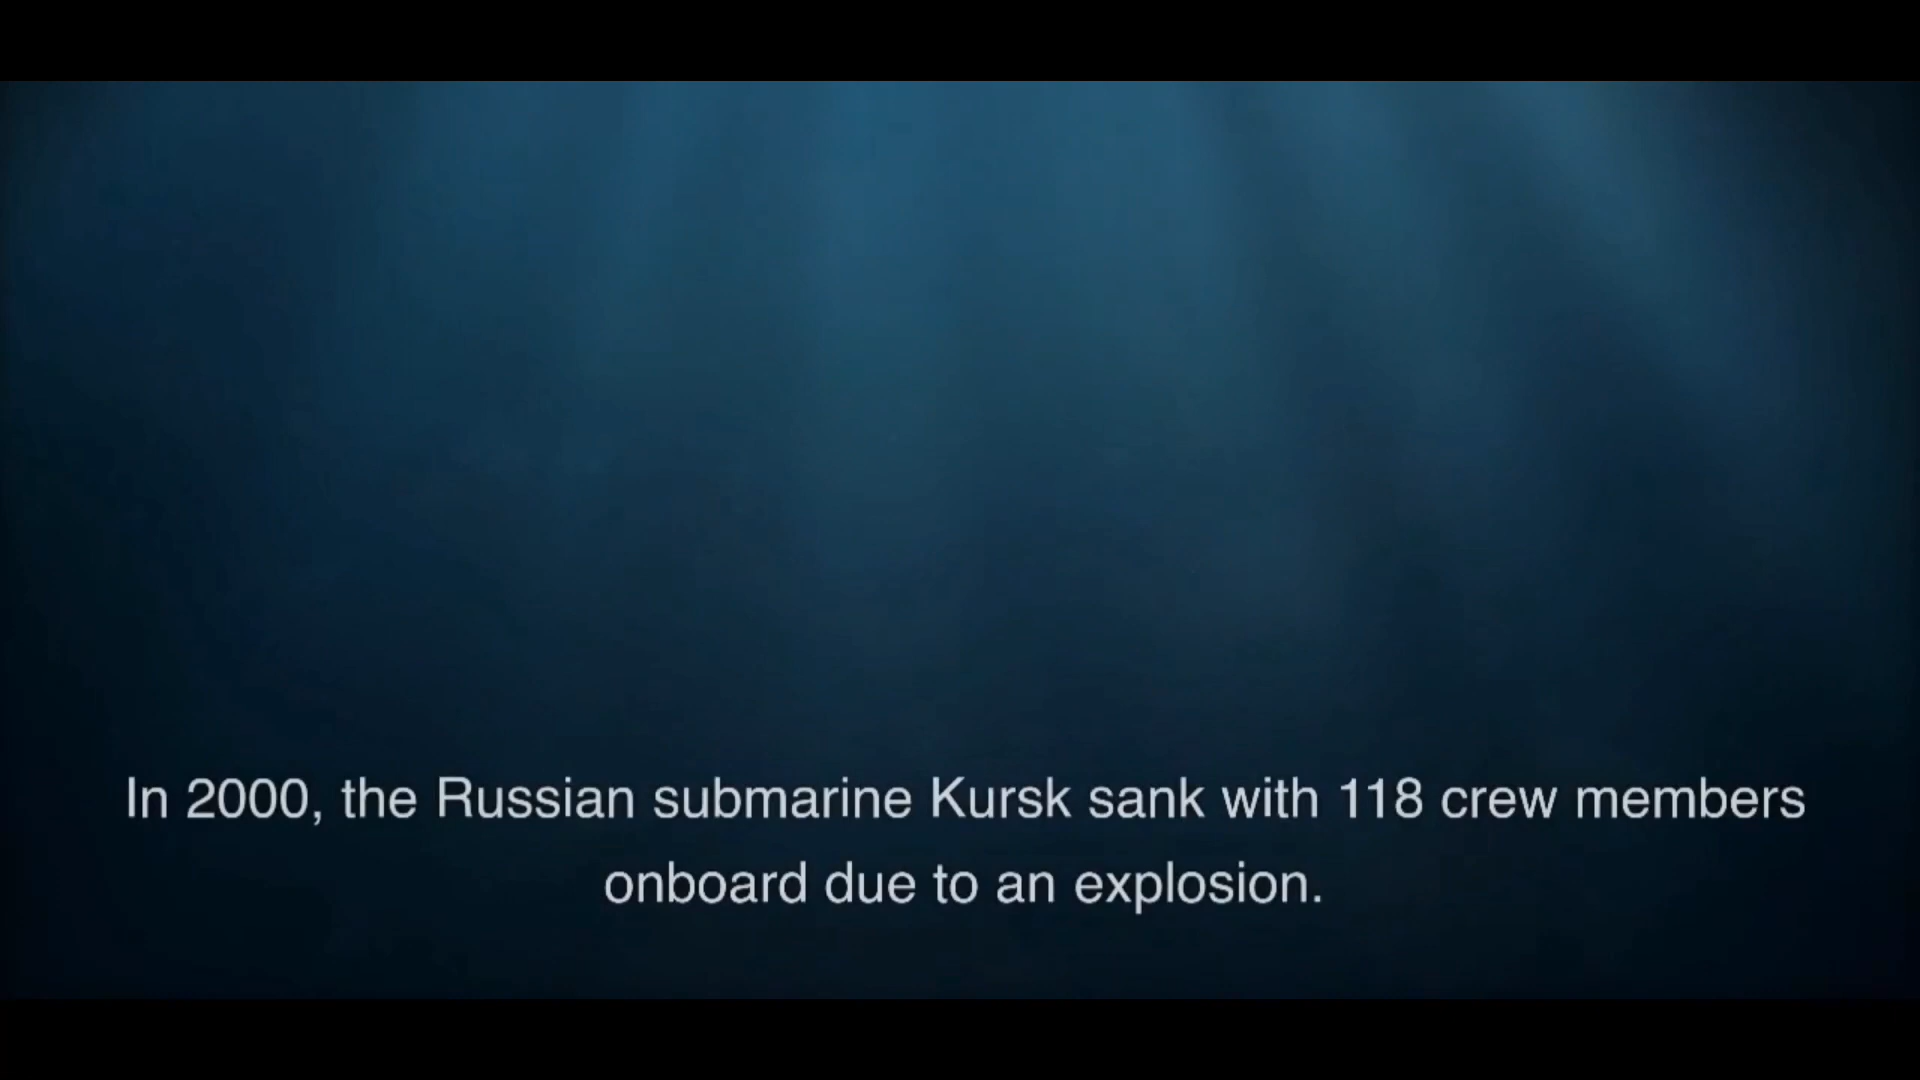 In 2000, the Russian submarine Kursk sank with 118 crew members
onboard due to an explosion.